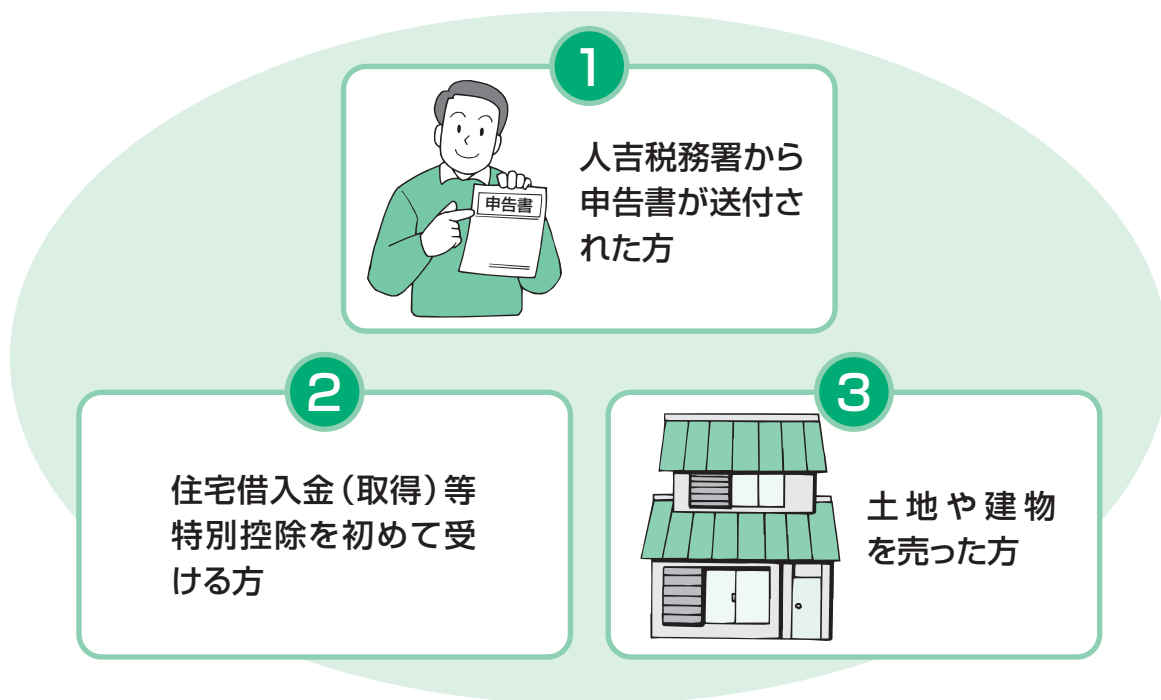 1
人吉税務署から
申告書が送付さ
れた方
申告書
2
住宅借入金(取得)等
特別控除を初めて受
ける方
3
土地や建物
を売った方